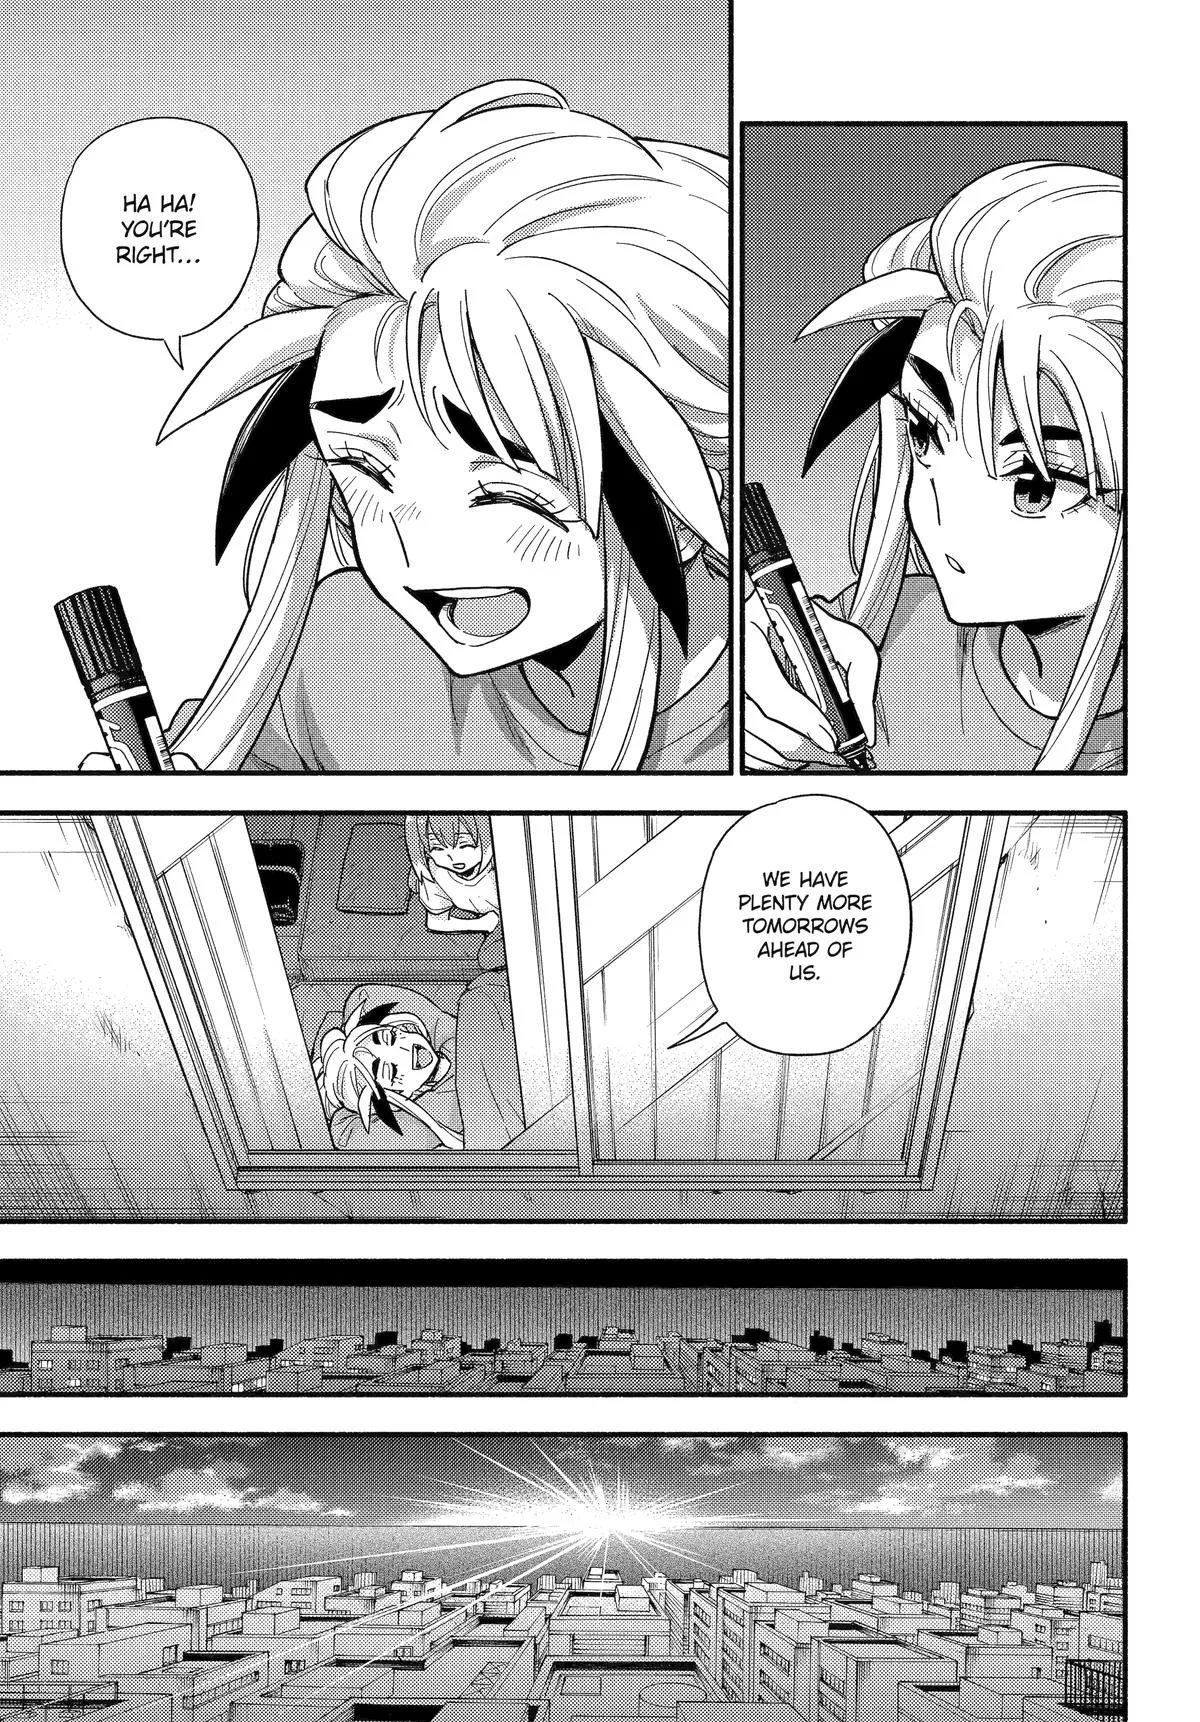 HA HA!
YOU'RE
RIGHT...
WE HAVE
PLENTY MORE
TOMORROWS
AHEAD OF
US.